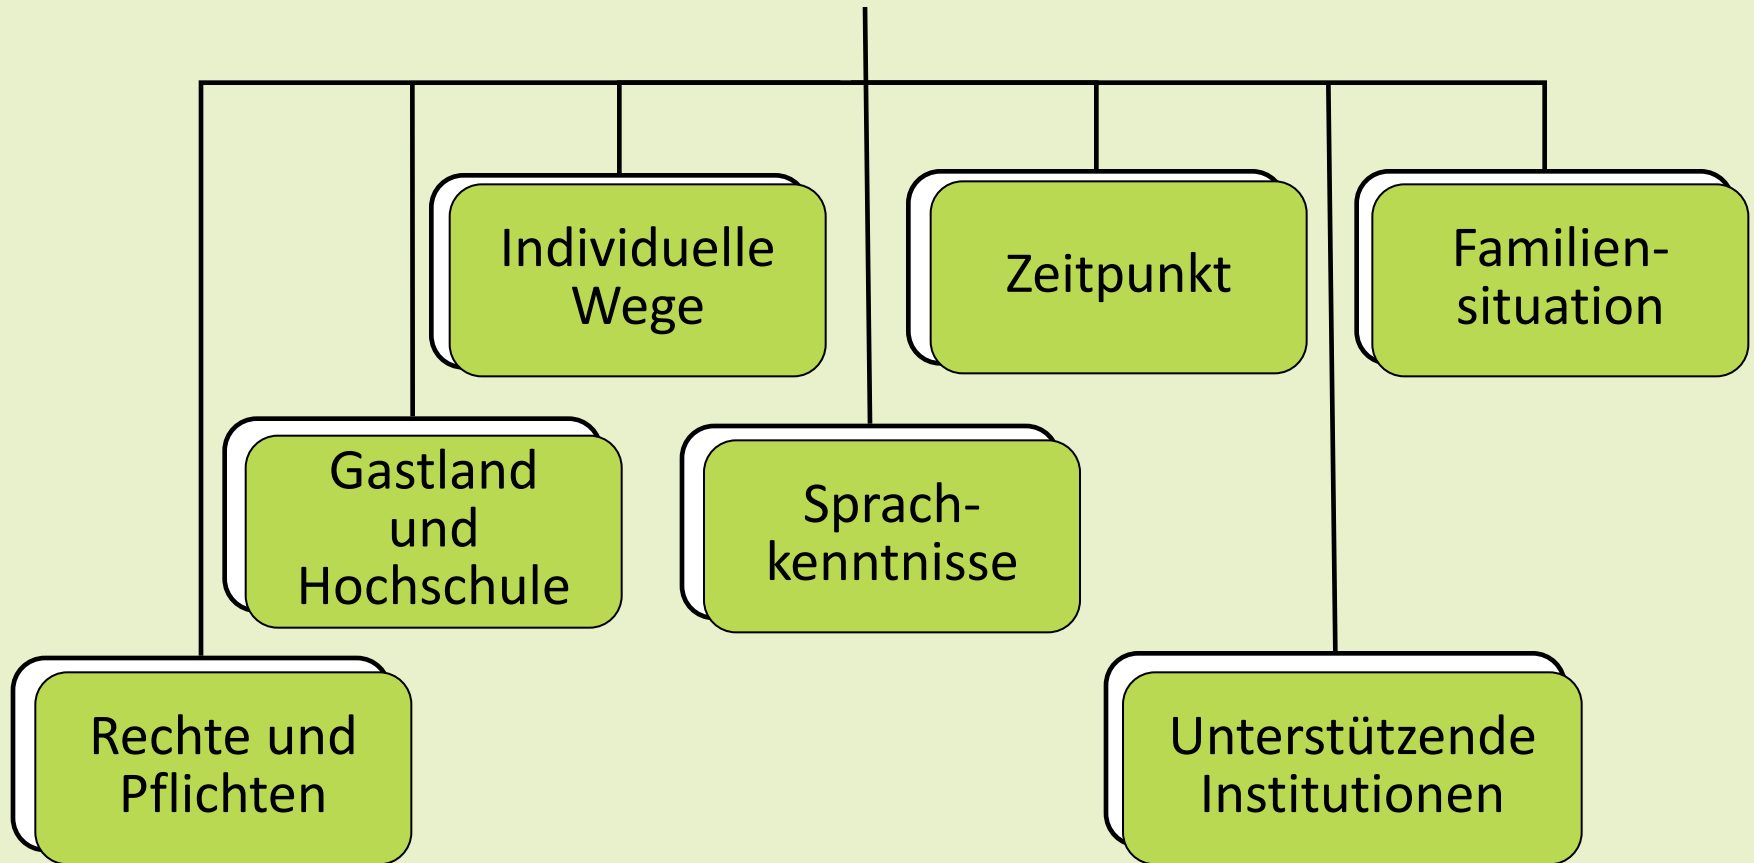 Individuelle
Wege
Zeitpunkt
Familien-
situation
Gastland
und
Hochschule
Sprach-
kenntnisse
Rechte und
Pflichten
Unterstützende
Institutionen